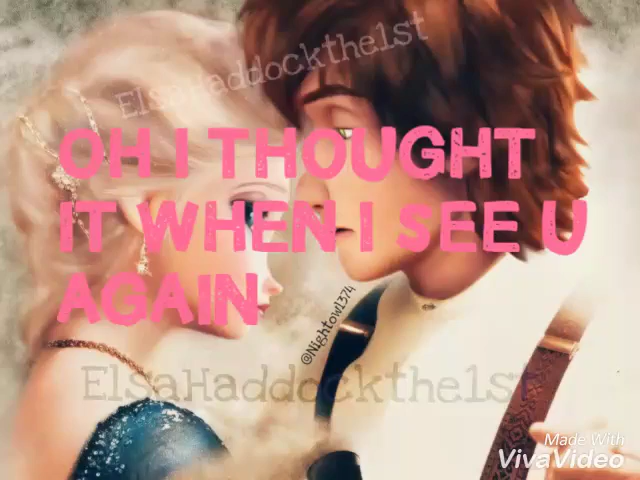 ElsaHaddockthe1st
OH I THOUGHT
IT WHEN I SEE U
AGAIN
@Nightowl374
ElsaHaddockthe1st
Made With
VivaVideo